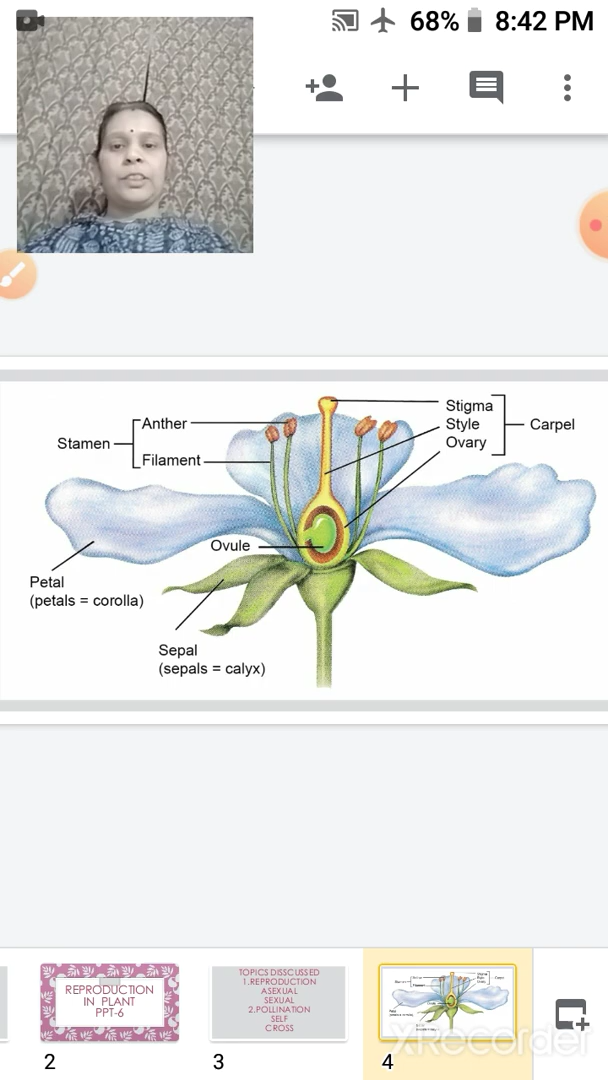 68% 8:42 PM
Stigma
Anther
Style
Carpel
Stamen
Ovary
Filament
Ovule
Petal
(petals = corolla)
Sepal
(sepals = calyx)
REPRODUCTION
IN PLANT
PPT-6
2
TOPICS DISSCUSSED
1.REPRODUCTION
ASEXUAL
SEXUAL
2.POLLINATION
SELF
CROSS
3
4
XRecorder